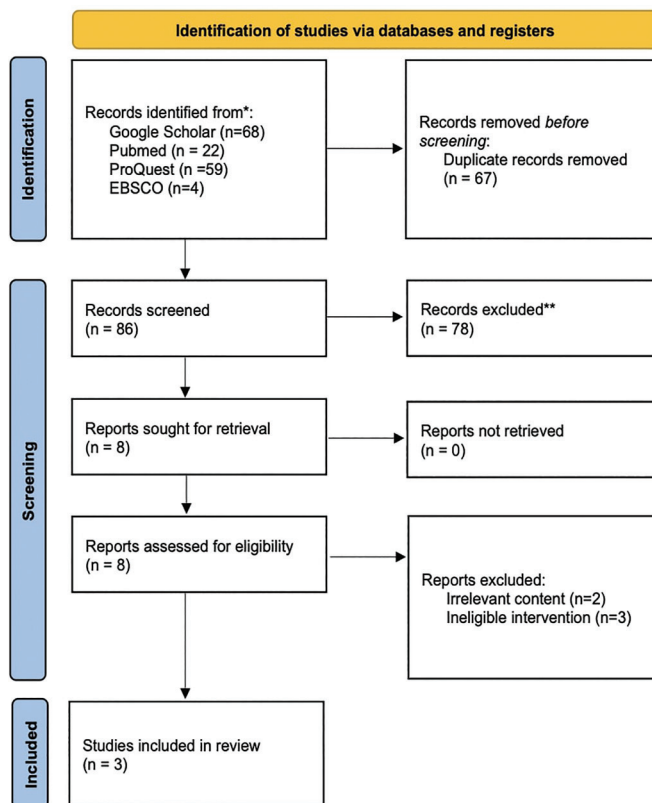 Identification of studies via databases and registers
Identification
Records identified from*:
Google Scholar (n=68)
Pubmed (n = 22)
ProQuest (n =59)
EBSCO (n=4)
Records removed before
screening:
Duplicate records removed
(n = 67)
Screening
Records screened
(n = 86)
Records excluded**
(n = 78)
Reports sought for retrieval
(n = 8)
Reports not retrieved
(n = 0)
Reports assessed for eligibility
(n = 8)
Reports excluded:
Irrelevant content (n=2)
Ineligible intervention (n=3)
Included
Studies included in review
(n = 3)